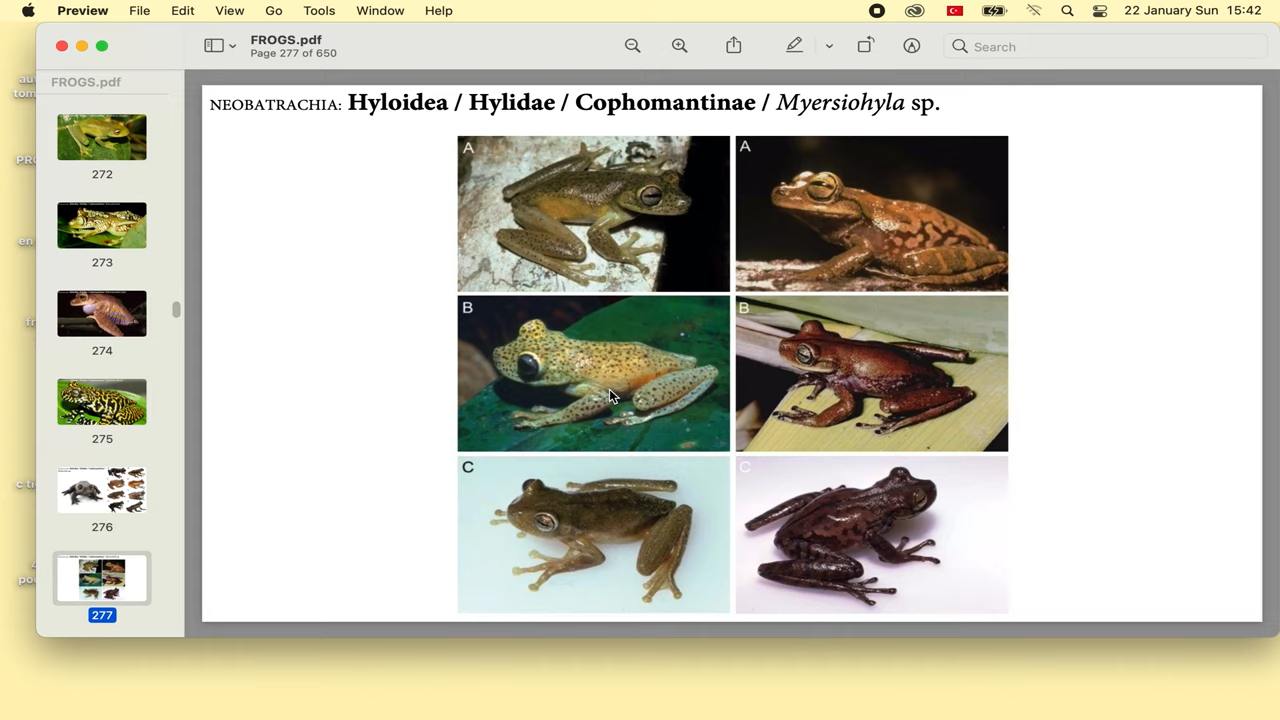 Preview File Edit View Go Tools Window Help 22 January Sun 15:42
FROGS.pdf
Page 277 of 650
Search
FROGS.pdf
272
273
274
275
276
277
NEOBATRACHIA: Hyloidea / Hylidae / Cophomantinae / Myersiohyla sp.
A A
B B
C C